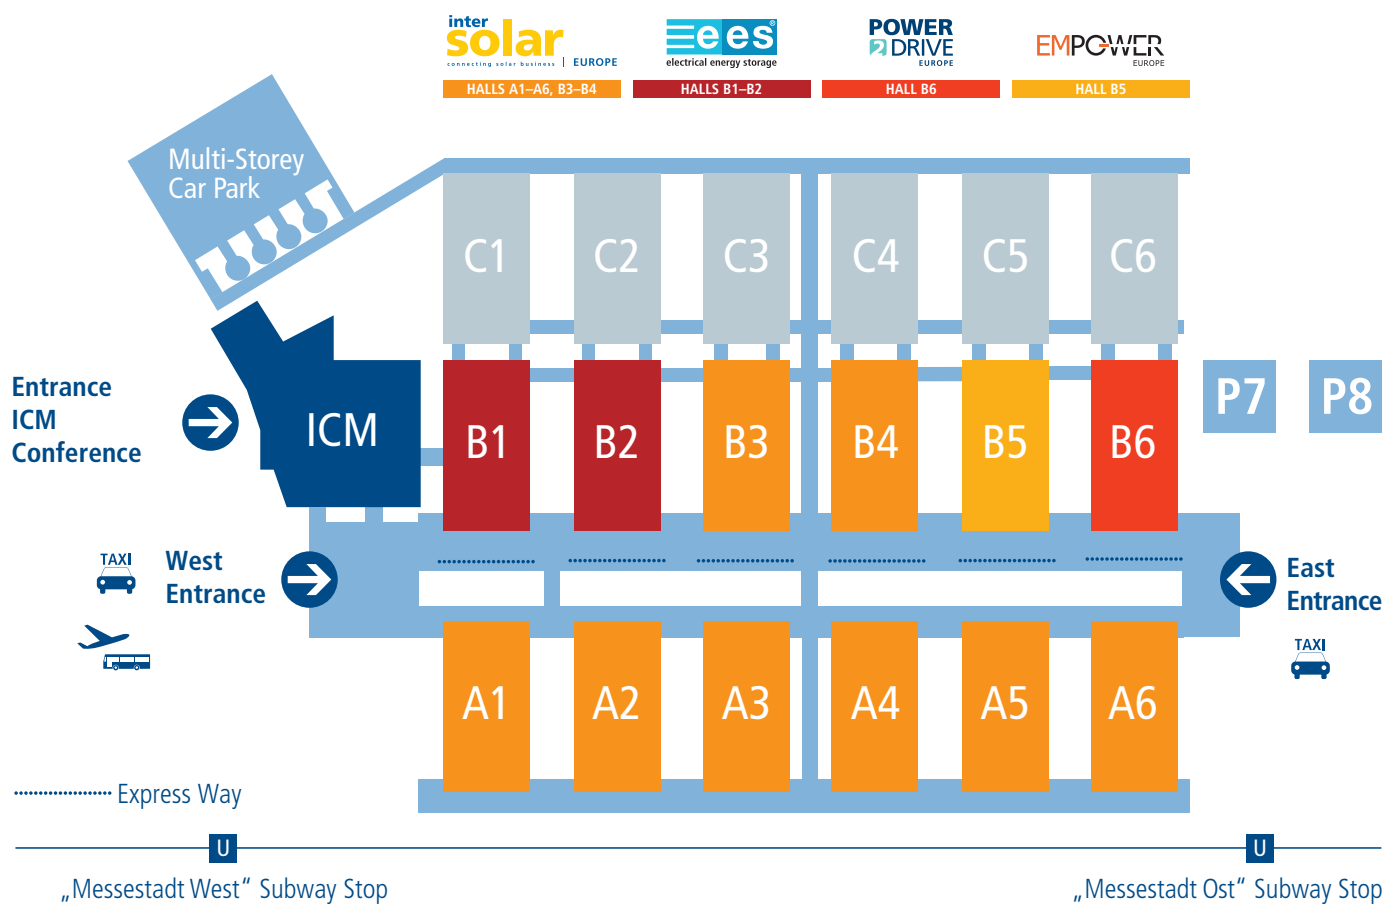 inter
solar
connecting solar business | EUROPE
HALLS A1–A6, B3–B4
ees®
electrical energy storage
HALLS B1–B2
POWER
2 DRIVE
EUROPE
HALL B6
EMPOWER
EUROPE
HALL B5
Multi-Storey
Car Park
C1 C2 C3 C4 C5 C6
Entrance
ICM
Conference
ICM
B1 B2 B3 B4 B5 B6
P7 P8
TAXI
West
Entrance
East
Entrance
TAXI
A1 A2 A3 A4 A5 A6
Express Way
U
U
„Messestadt West“ Subway Stop
„Messestadt Ost“ Subway Stop